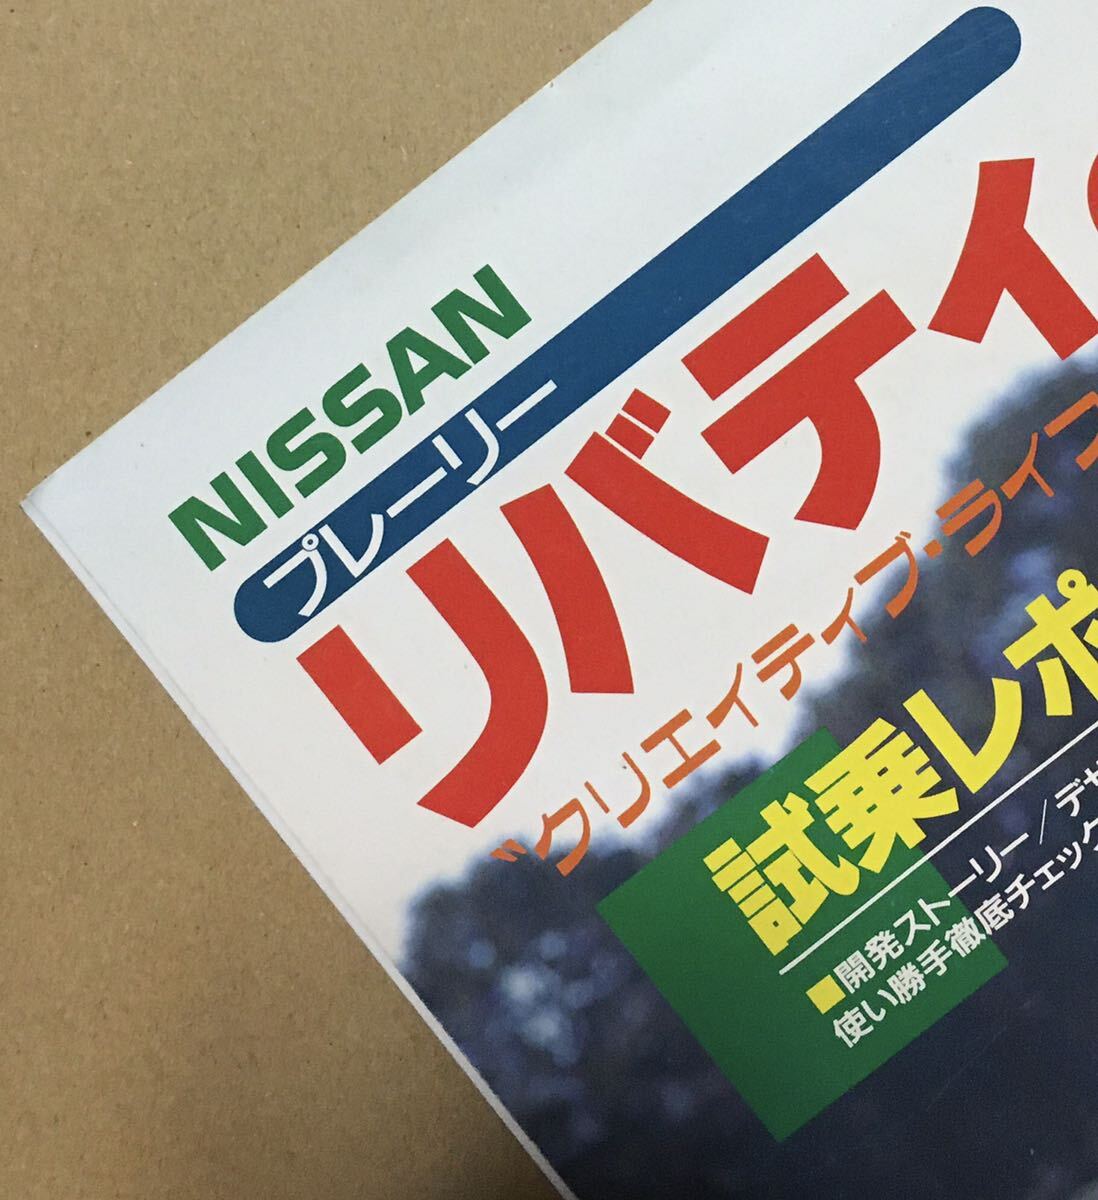 NISSAN
プレーリー
リバティ
〝クリエイティブ・ライフ
試乗レポ
■開発ストーリー/デザ
使い勝手徹底チェック